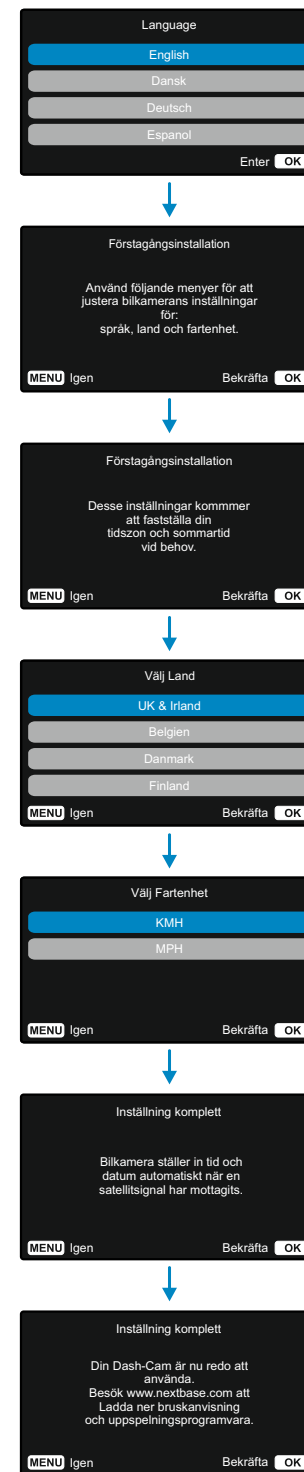 Language
English
Dansk
Deutsch
Espanol
Enter OK
Förstagångsinstallation
Använd följande menyer för att
justera bilkamerans inställningar
för:
språk, land och fartenhet.
MENU Igen Bekräfta OK
Förstagångsinstallation
Desse inställningar kommmer
att fastställa din
tidszon och sommartid
vid behov.
MENU Igen Bekräfta OK
Välj Land
UK & Irland
Belgien
Danmark
Finland
MENU Igen Bekräfta OK
Välj Fartenhet
KMH
MPH
MENU Igen Bekräfta OK
Inställning komplett
Bilkamera ställer in tid och
datum automatiskt när en
satellitsignal har mottagits.
MENU Igen Bekräfta OK
Inställning komplett
Din Dash-Cam är nu redo att
använda.
Besök www.nextbase.com att
Ladda ner bruskanvisning
och uppspelningsprogramvara.
MENU Igen Bekräfta OK